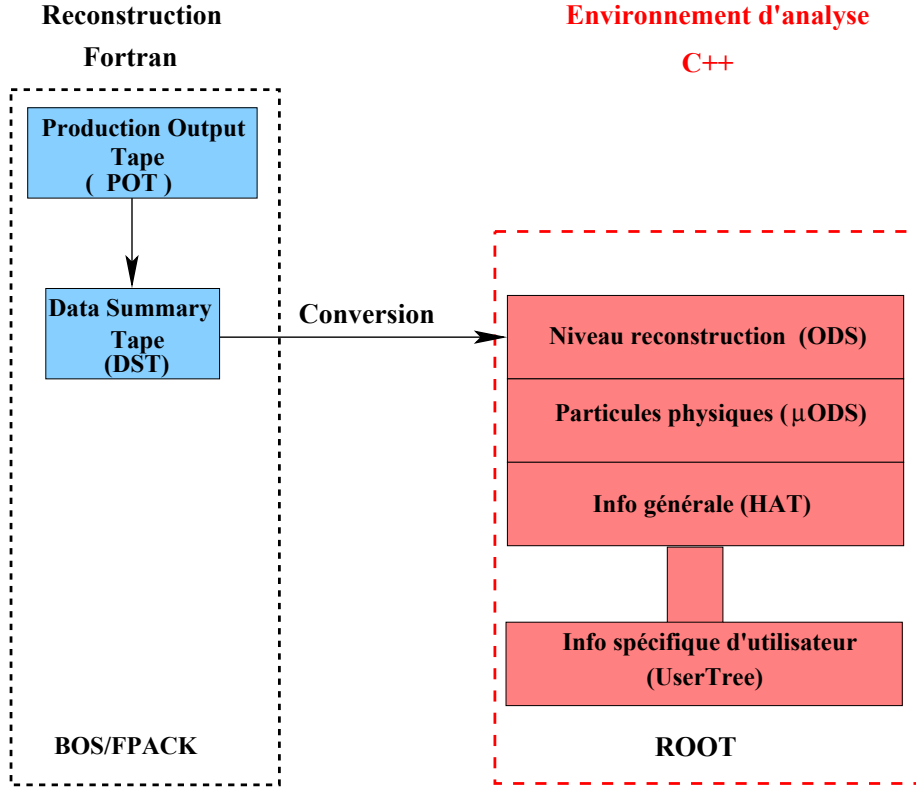 Reconstruction
Fortran
Environnement d'analyse
C++
Production Output
Tape
( POT )
Data Summary
Tape
(DST)
Conversion
Niveau reconstruction (ODS)
Particules physiques (μODS)
Info générale (HAT)
Info spécifique d'utilisateur
(UserTree)
BOS/FPACK
ROOT